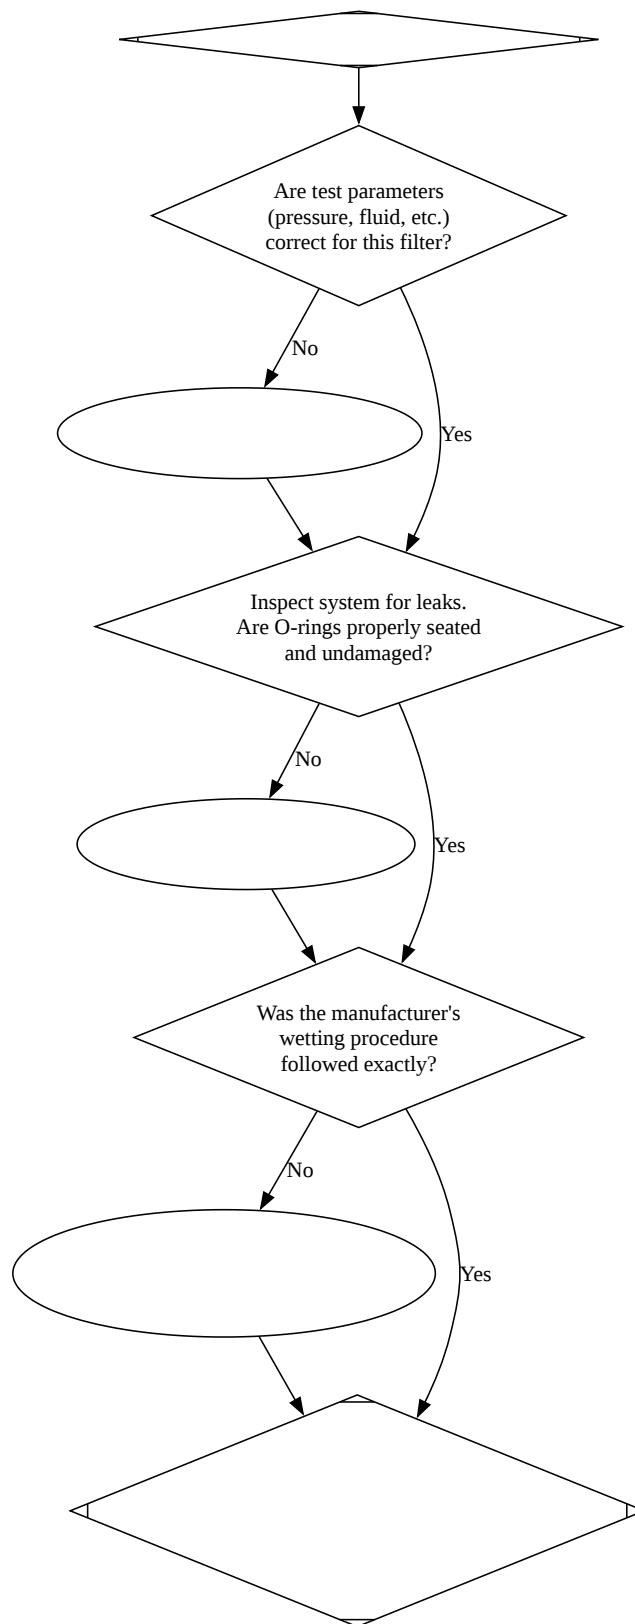 Are test parameters
(pressure, fluid, etc.)
correct for this filter?
No
Yes
Inspect system for leaks.
Are O-rings properly seated
and undamaged?
No
Yes
Was the manufacturer's
wetting procedure
followed exactly?
No
Yes